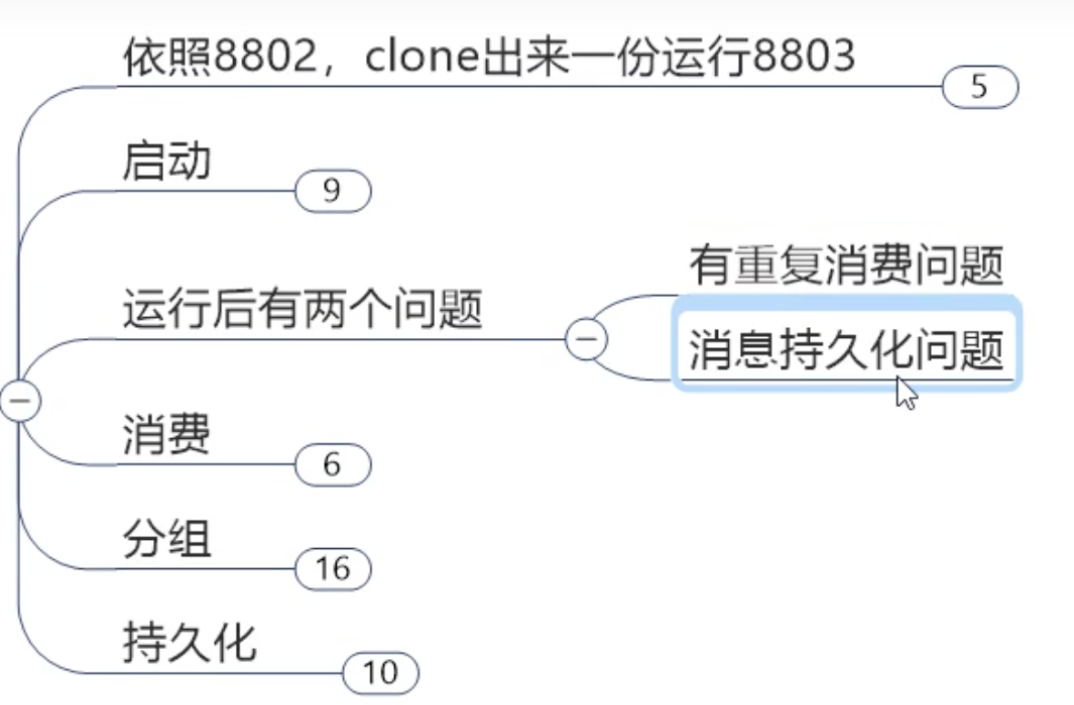 依照8802，clone出来一份运行8803
5
启动
9
运行后有两个问题
有重复消费问题
消息持久化问题
消费
6
分组
16
持久化
10